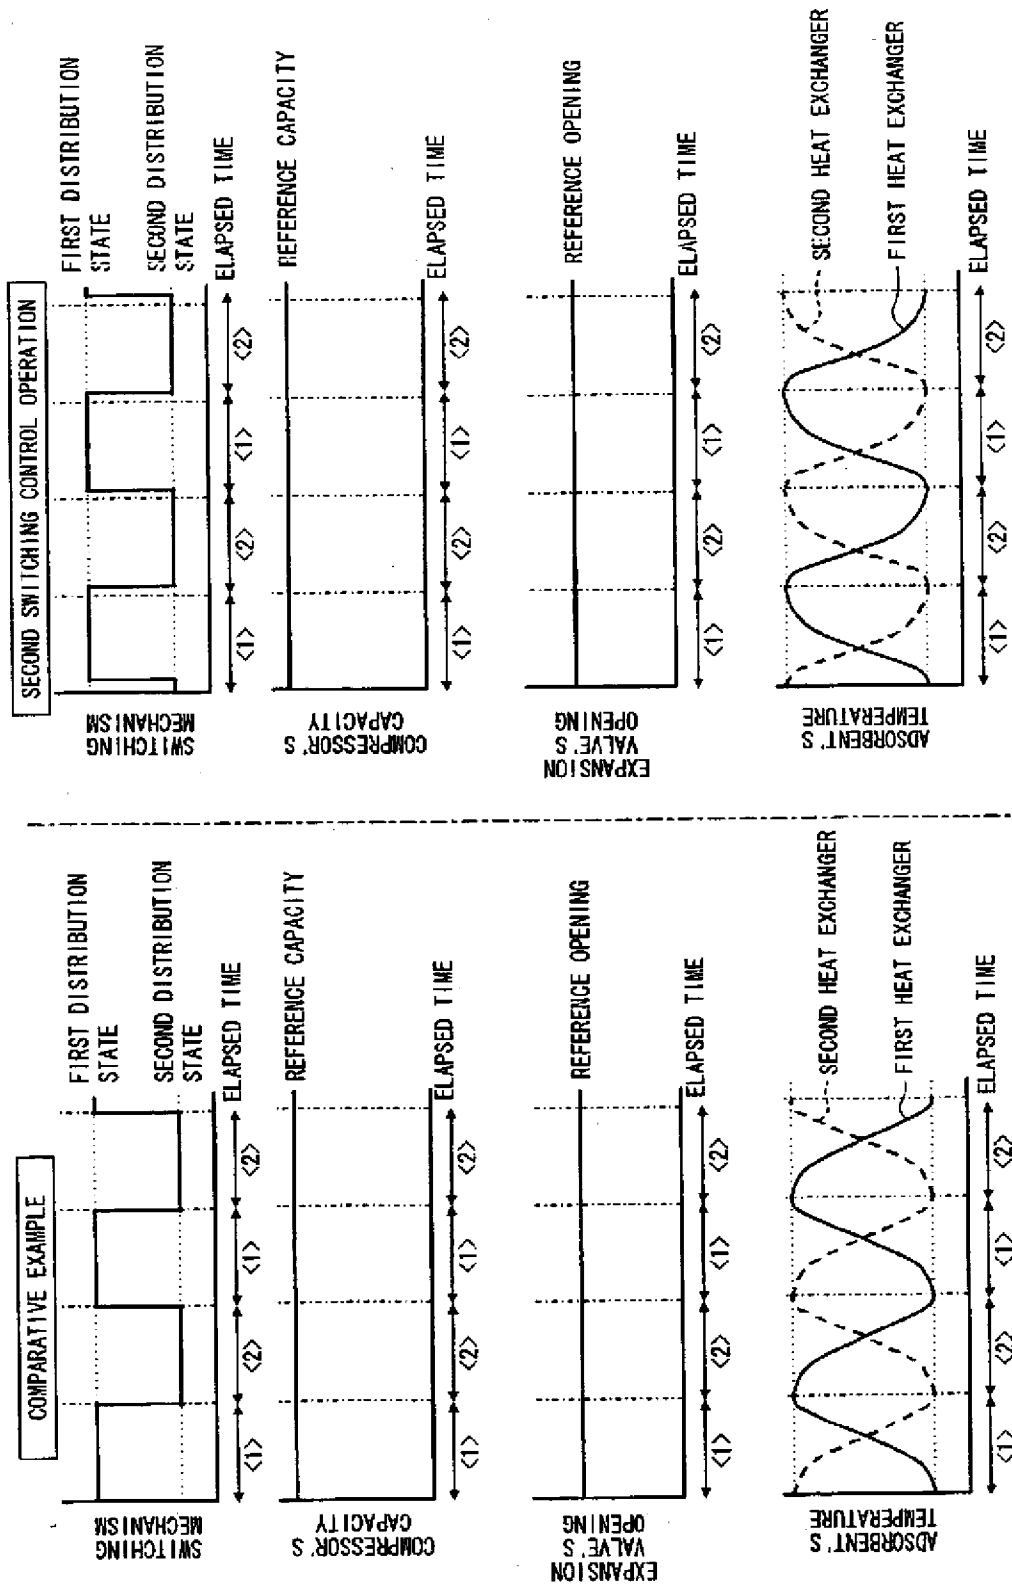 COMPARATIVE EXAMPLE
SWITCHING
MECHANISM
FIRST DISTRIBUTION
STATE
SECOND DISTRIBUTION
STATE
ELAPSED TIME
<1>
<2>
<1>
<2>
COMPRESSOR'S
CAPACITY
REFERENCE CAPACITY
ELAPSED TIME
<1>
<2>
<1>
<2>
EXPANSION
VALVE'S
OPENING
REFERENCE OPENING
ELAPSED TIME
<1>
<2>
<1>
<2>
ADSORBENT'S
TEMPERATURE
SECOND HEAT EXCHANGER
FIRST HEAT EXCHANGER
ELAPSED TIME
<1>
<2>
<1>
<2>
SECOND SWITCHING CONTROL OPERATION
SWITCHING
MECHANISM
FIRST DISTRIBUTION
STATE
SECOND DISTRIBUTION
STATE
ELAPSED TIME
<1>
<2>
<1>
<2>
COMPRESSOR'S
CAPACITY
REFERENCE CAPACITY
ELAPSED TIME
<1>
<2>
<1>
<2>
EXPANSION
VALVE'S
OPENING
REFERENCE OPENING
ELAPSED TIME
<1>
<2>
<1>
<2>
ADSORBENT'S
TEMPERATURE
SECOND HEAT EXCHANGER
FIRST HEAT EXCHANGER
ELAPSED TIME
<1>
<2>
<1>
<2>